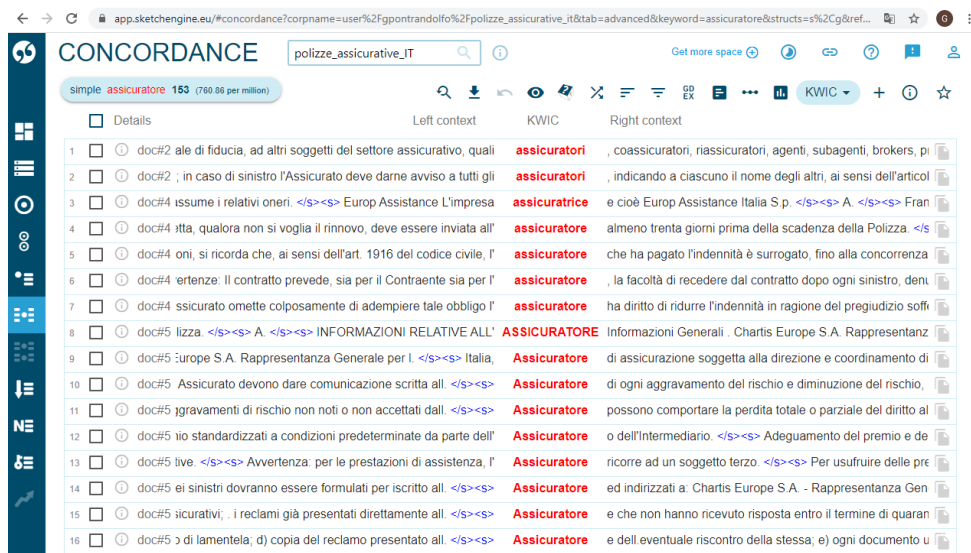 app.sketchengine.eu/#concordance?corpname=user%2Fgpontrandolfo%2Fpolizze_assicurative_it&tab=advanced&keyword=assicuratore&structs=s%2Cg&ref...
G
CONCORDANCE
polizze_assicurative_IT
Get more space
simple assicuratore 153 (760.86 per million)
GD EX
KWIC
Details Left context KWIC Right context
1 doc#2 ale di fiducia, ad altri soggetti del settore assicurativo, quali assicuratori , coassicuratori, riassicuratori, agenti, subagenti, brokers,
2 doc#2 ; in caso di sinistro l'Assicurato deve darne avviso a tutti gli assicuratori , indicando a ciascuno il nome degli altri, ai sensi dell'articol
3 doc#4 assume i relativi oneri. </s><s> Europ Assistance L'impresa assicuratrice e cioè Europ Assistance Italia S.p. </s><s> A. </s><s> Fran
4 doc#4 etta, qualora non si voglia il rinnovo, deve essere inviata all' assicuratore almeno trenta giorni prima della scadenza della Polizza. </s
5 doc#4 oni, si ricorda che, ai sensi dell'art. 1916 del codice civile, l' assicuratore che ha pagato l'indennità è surrogato, fino alla concorrenza
6 doc#4 vertenze: Il contratto prevede, sia per il Contraente sia per l' assicuratore , la facoltà di recedere dal contratto dopo ogni sinistro, denu
7 doc#4 ssicurato omette colposamente di adempiere tale obbligo l' assicuratore ha diritto di ridurre l'indennità in ragione del pregiudizio soffe
8 doc#5 lizza. </s><s> A. </s><s> INFORMAZIONI RELATIVE ALL' ASSICURATORE Informazioni Generali . Chartis Europe S.A. Rappresentanz
9 doc#5 Europe S.A. Rappresentanza Generale per l. </s><s> Italia, Assicuratore di assicurazione soggetta alla direzione e coordinamento di
10 doc#5 Assicurato devono dare comunicazione scritta all. </s><s> Assicuratore di ogni aggravamento del rischio e diminuzione del rischio,
11 doc#5 ggravamenti di rischio non noti o non accettati dall. </s><s> Assicuratore possono comportare la perdita totale o parziale del diritto al
12 doc#5 nio standardizzati a condizioni predeterminate da parte dell' Assicuratore o dell'Intermediario. </s><s> Adeguamento del premio e de
13 doc#5 tive. </s><s> Avvertenza: per le prestazioni di assistenza, l' Assicuratore ricorre ad un soggetto terzo. </s><s> Per usufruire delle pre
14 doc#5 ei sinistri dovranno essere formulati per iscritto all. </s><s> Assicuratore ed indirizzati a: Chartis Europe S.A. - Rappresentanza Gen
15 doc#5 sicurativi; . i reclami già presentati direttamente all. </s><s> Assicuratore e che non hanno ricevuto risposta entro il termine di quaran
16 doc#5 o di lamentela; d) copia del reclamo presentato all. </s><s> Assicuratore e dell.eventuale riscontro della stessa; e) ogni documento u